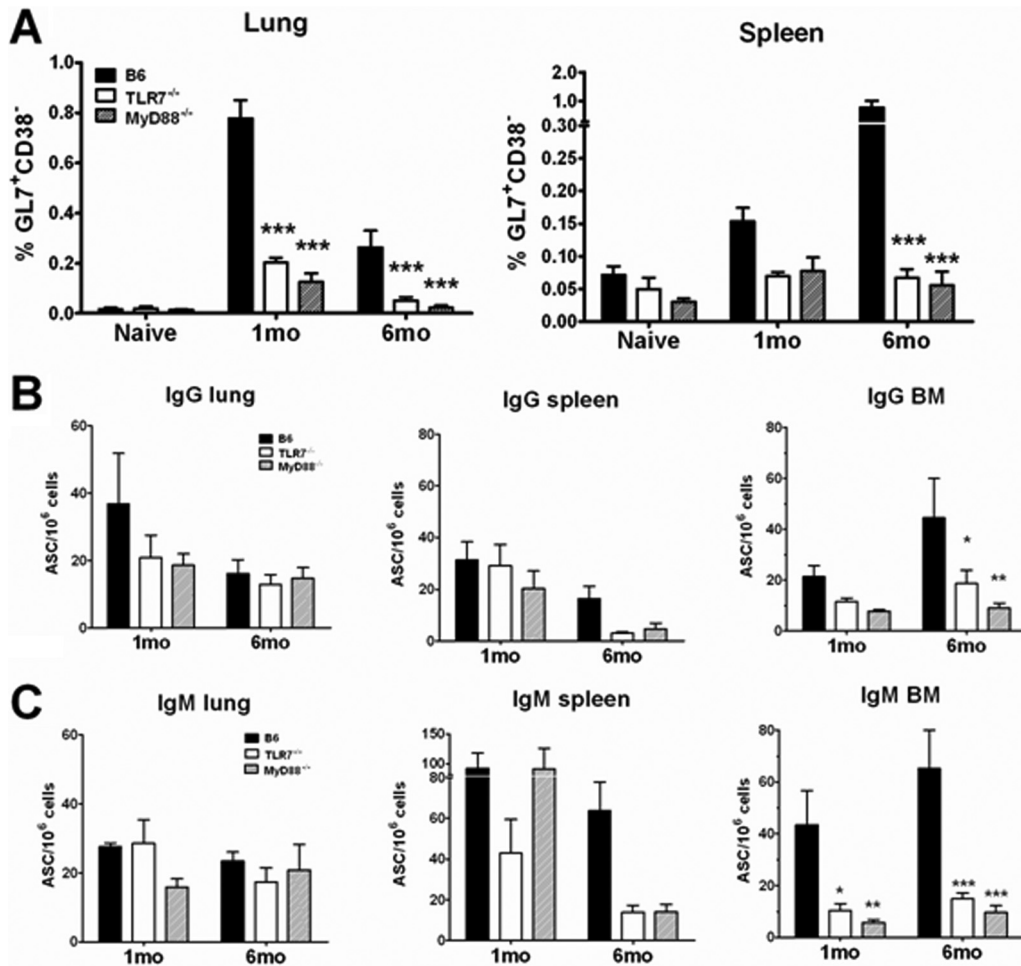 A
Lung
Spleen
% GL7⁺CD38⁻
0.0
0.2
0.4
0.6
0.8
1.0
B6
TLR7⁻/⁻
MyD88⁻/⁻
***
***
***
***
Naive
1mo
6mo
% GL7⁺CD38⁻
0.00
0.05
0.10
0.15
0.20
0.25
0.30
1.0
2.0
***
***
Naive
1mo
6mo
B
IgG lung
IgG spleen
IgG BM
ASC/10⁶ cells
0
20
40
60
B6
TLR7⁻/⁻
MyD88⁻/⁻
1mo
6mo
ASC/10⁶ cells
0
20
40
60
80
1mo
6mo
ASC/10⁶ cells
0
20
40
60
80
*
**
1mo
6mo
C
IgM lung
IgM spleen
IgM BM
ASC/10⁶ cells
0
20
40
60
B6
TLR7⁻/⁻
MyD88⁻/⁻
1mo
6mo
ASC/10⁶ cells
0
20
40
60
80
100
150
1mo
6mo
ASC/10⁶ cells
0
20
40
60
80
*
**
***
***
1mo
6mo